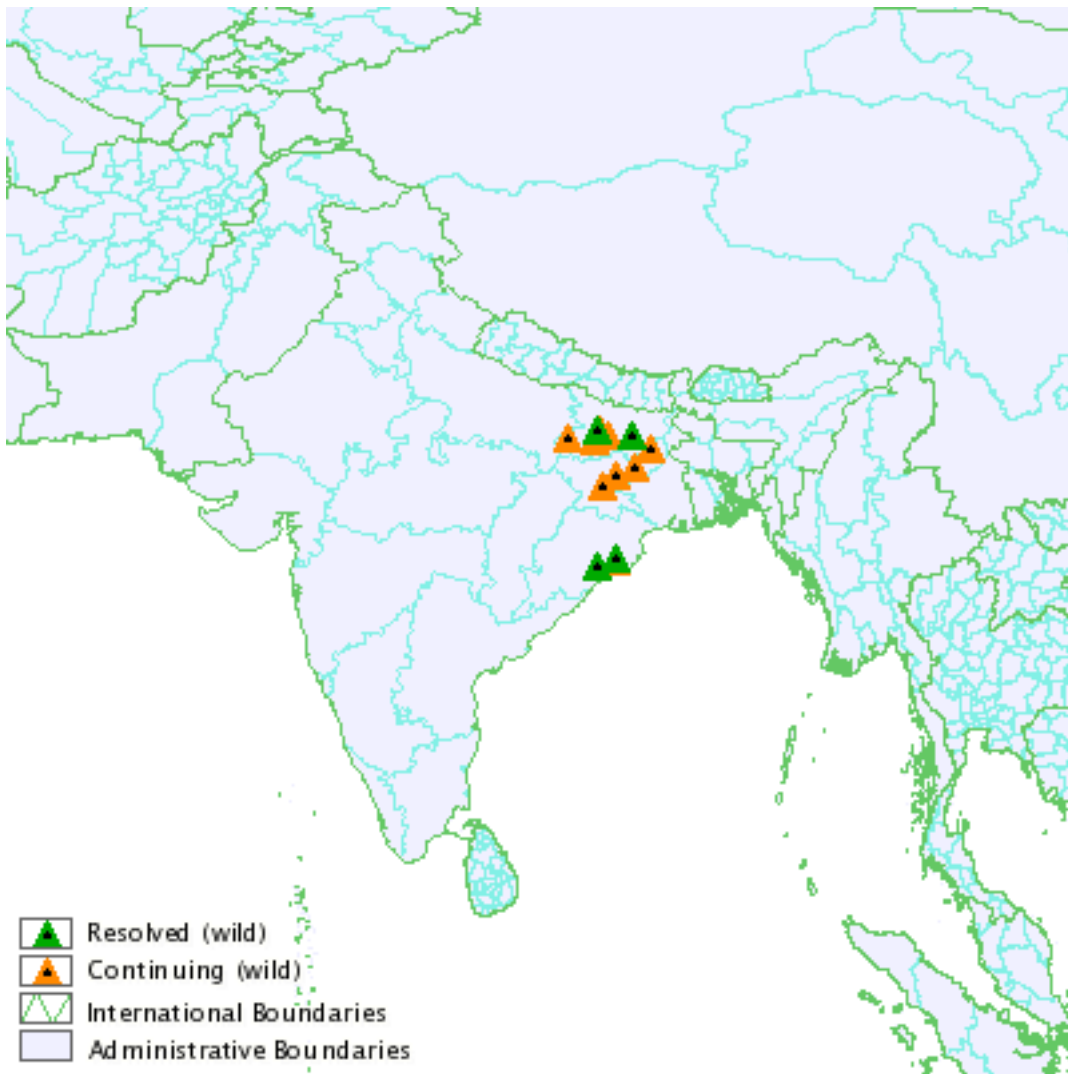 Resolved (wild)
Continuing (wild)
International Boundaries
Administrative Boundaries